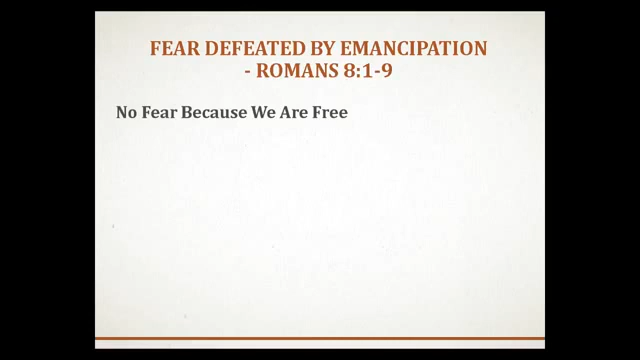 FEAR DEFEATED BY EMANCIPATION
- ROMANS 8:1-9
No Fear Because We Are Free